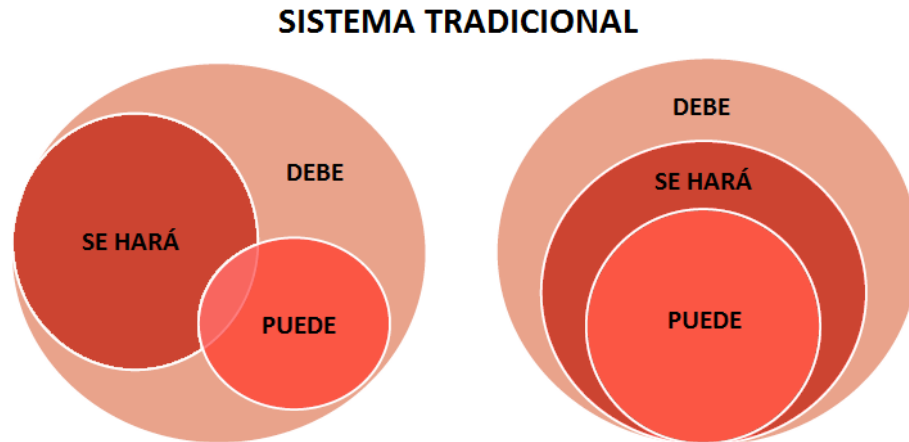 SISTEMA TRADICIONAL
DEBE
SE HARÁ
PUEDE
DEBE
SE HARÁ
PUEDE